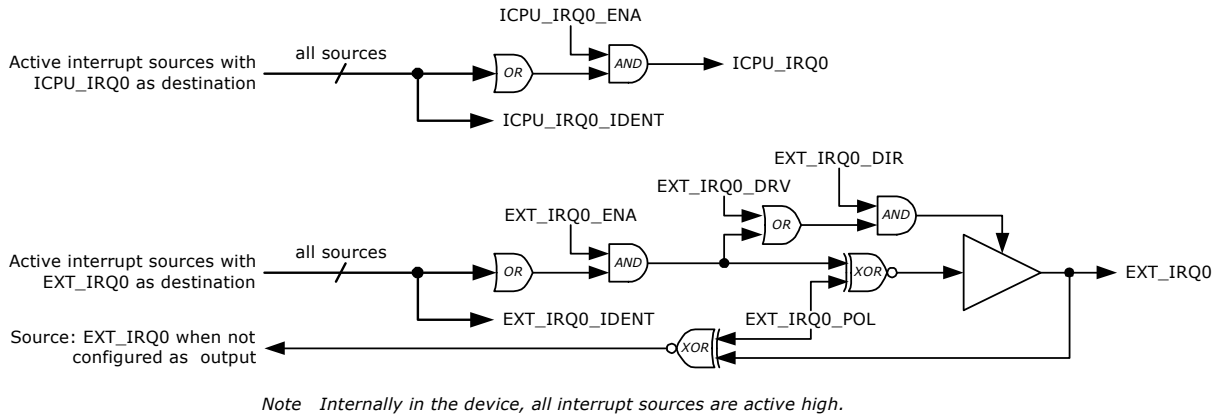 ICPU_IRQ0_ENA
Active interrupt sources with
ICPU_IRQ0 as destination
all sources
OR
AND
ICPU_IRQ0
ICPU_IRQ0_IDENT
EXT_IRQ0_DIR
EXT_IRQ0_DRV
AND
EXT_IRQ0_ENA
OR
Active interrupt sources with
EXT_IRQ0 as destination
all sources
OR
AND
XOR
EXT_IRQ0
EXT_IRQ0_IDENT
EXT_IRQ0_POL
Source: EXT_IRQ0 when not
configured as output
XOR
Note Internally in the device, all interrupt sources are active high.